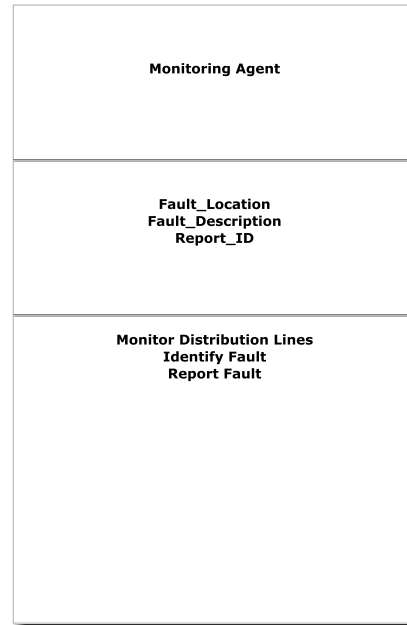 Monitoring Agent
Fault_Location
Fault_Description
Report_ID
Monitor Distribution Lines
Identify Fault
Report Fault